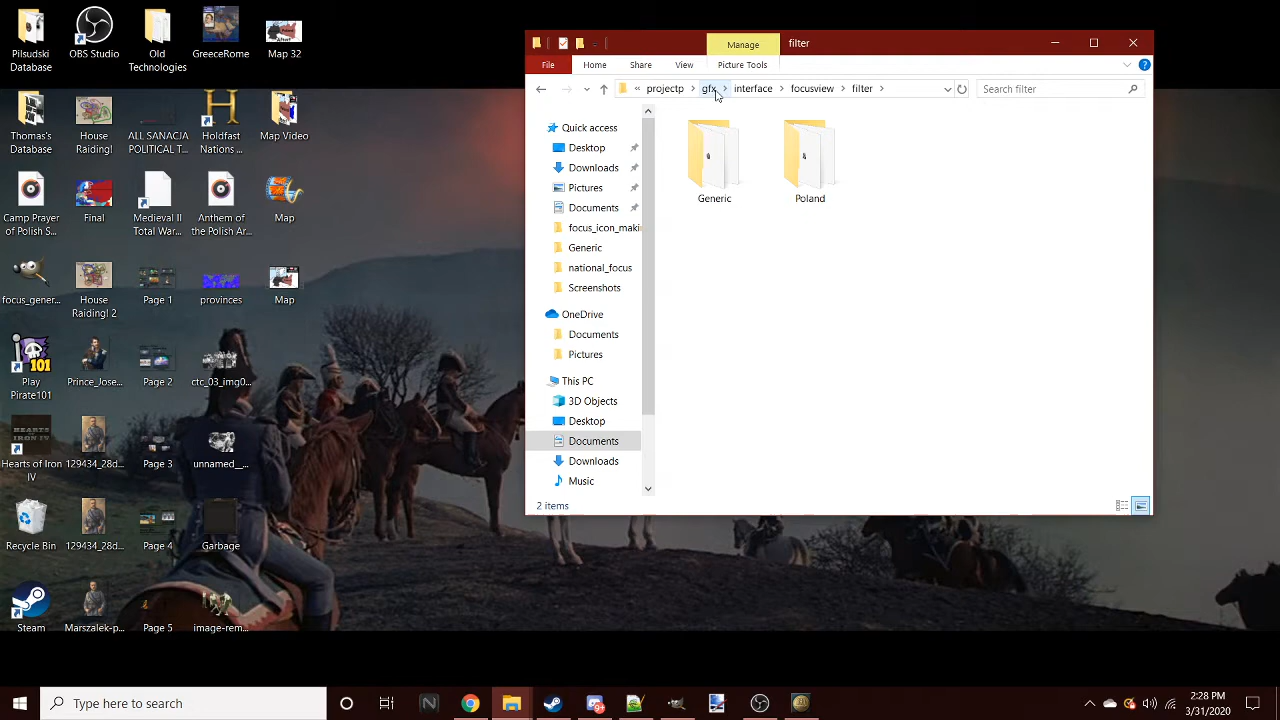 Pilsudski
Database
OBS Studio
Old
Technologies
GreeceRome
Map 32
Thomas's
Database
House
Raiding!
ALL SANACJA
POLITICAL T...
Holdfast
Nations ...
Map Video
Camp Prayer
of Polish S...
Final
Medieval II
Total War...
Anthem of
the Polish Ar...
Map
focus_gener...
House
Raiding! 2
Page 1
provinces
Map
Play
Pirate101
Prince_Jose...
Page 2
ctc_03_img0...
HEARTS
OF IRON IV
Hearts of Iron
IV
129434_28d...
Page 3
unnamed__...
Recycle Bin
129434_28d...
Page 4
Garbage
Steam
Marszalek-p...
Page 5
image-rem...
Manage
filter
File
Home
Share
View
Picture Tools
« projectp > gfx > interface > focusview > filter >
Search filter
Quick access
Desktop
Downloads
Pictures
Documents
focus_icon_maki
Generic
national_focus
Screenshots
OneDrive
Documents
Pictures
This PC
3D Objects
Desktop
Documents
Downloads
Music
Generic
Poland
2 items
Type here to search
2:28 PM
3/31/2020